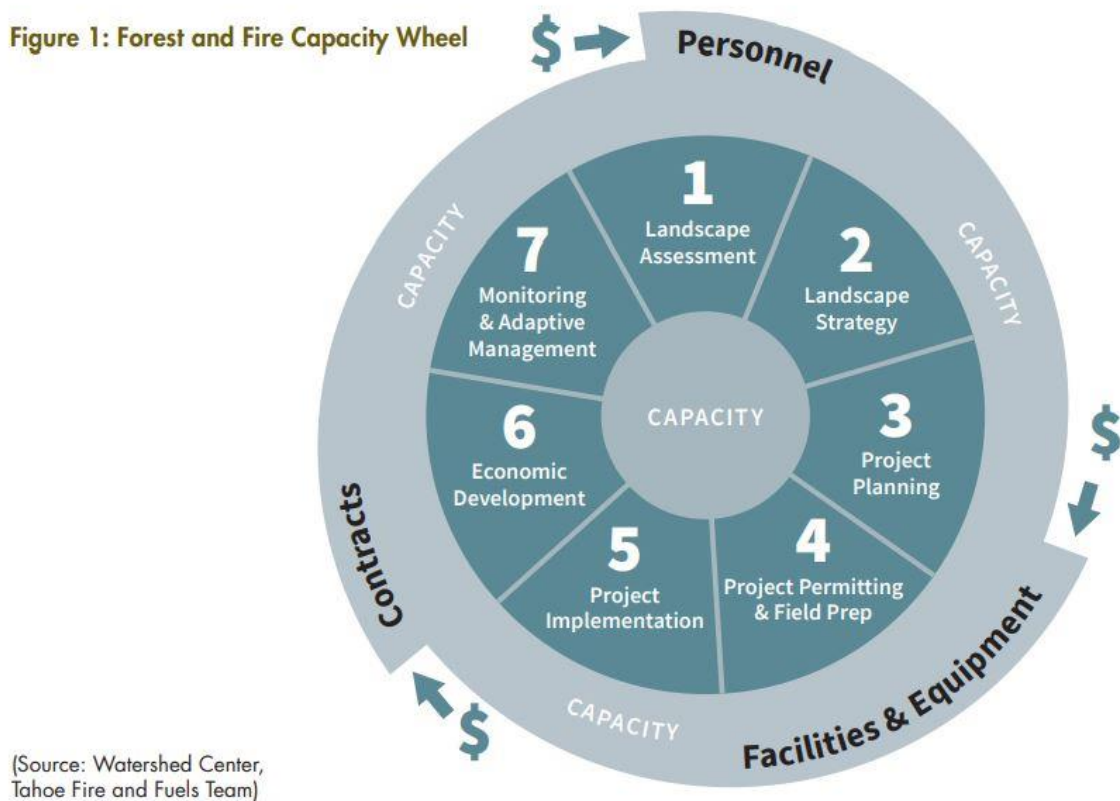 Figure 1: Forest and Fire Capacity Wheel
$
Personnel
CAPACITY
CAPACITY
1
Landscape
Assessment
2
Landscape
Strategy
3
Project
Planning
$
4
Project Permitting
& Field Prep
5
Project
Implementation
6
Economic
Development
7
Monitoring
& Adaptive
Management
CAPACITY
Contracts
Facilities & Equipment
CAPACITY
$
(Source: Watershed Center,
Tahoe Fire and Fuels Team)